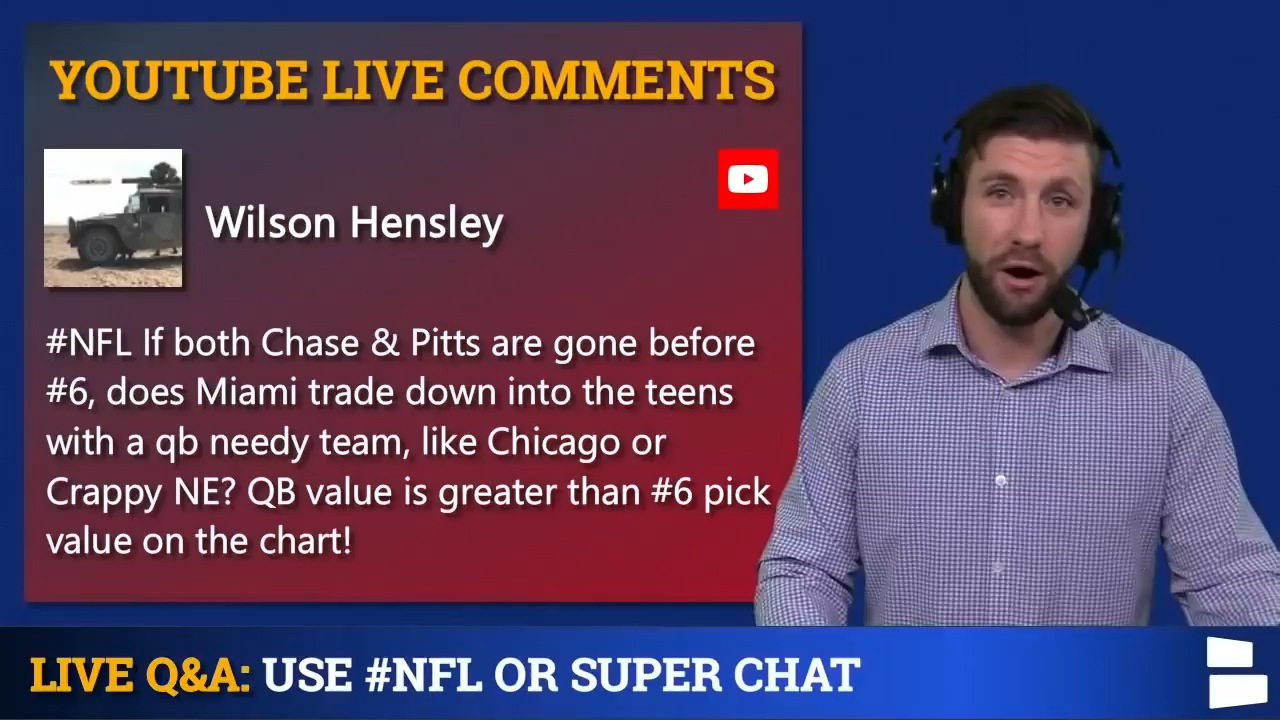 YOUTUBE LIVE COMMENTS
Wilson Hensley
#NFL If both Chase & Pitts are gone before
#6, does Miami trade down into the teens
with a qb needy team, like Chicago or
Crappy NE? QB value is greater than #6 pick
value on the chart!
LIVE Q&A: USE #NFL OR SUPER CHAT